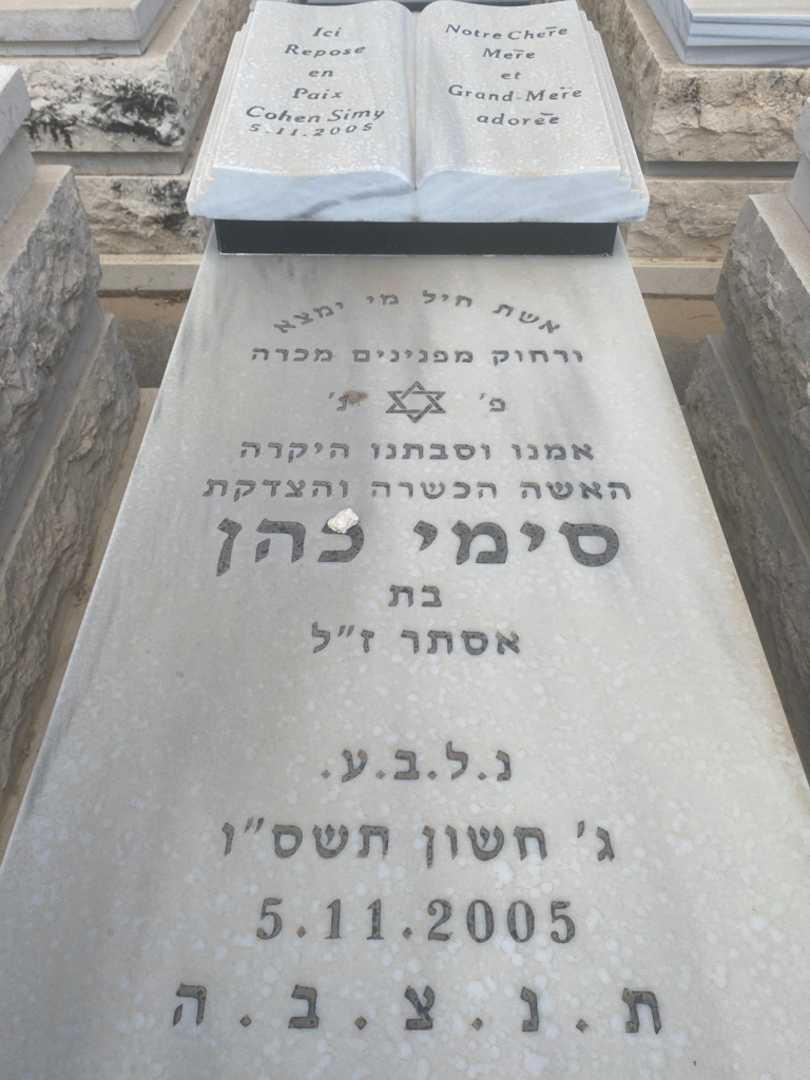 Ici
Repose
en
Paix
Cohen Simy
5.11.2005
Notre Chère
Mère
et
Grand-Mère
adorée
אשת חיל מי ימצא
ורחוק מפנינים מכרה
פ׳ נ׳
אמנו וסבתנו היקרה
האשה הכשרה והצדקת
סימי כהן
בת
אסתר ז״ל
נ.ל.ב.ע.
ג׳ חשון תשס״ו
5.11.2005
ת.נ.צ.ב.ה